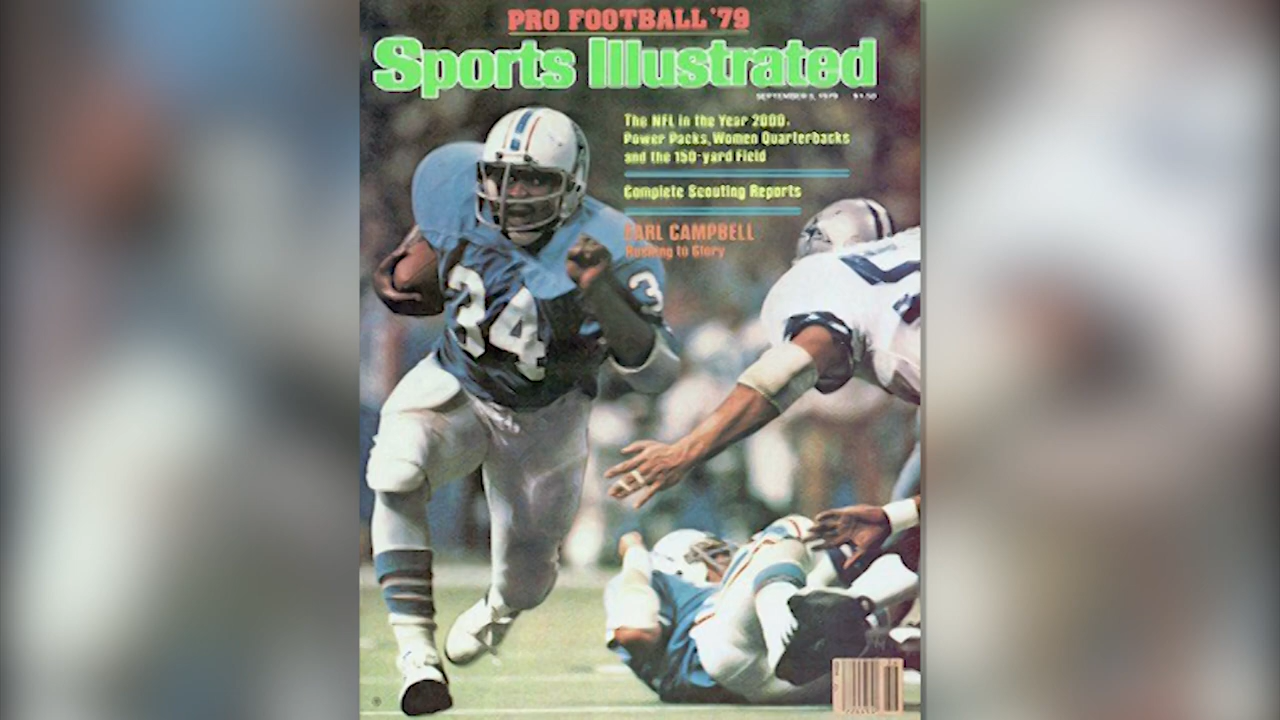 PRO FOOTBALL '79
Sports Illustrated
SEPTEMBER 3, 1979 $1.50
The NFL in the Year 2000.
Power Packs, Women Quarterbacks
and the 150-yard Field
Complete Scouting Reports
EARL CAMPBELL
Rushing to Glory
34
3